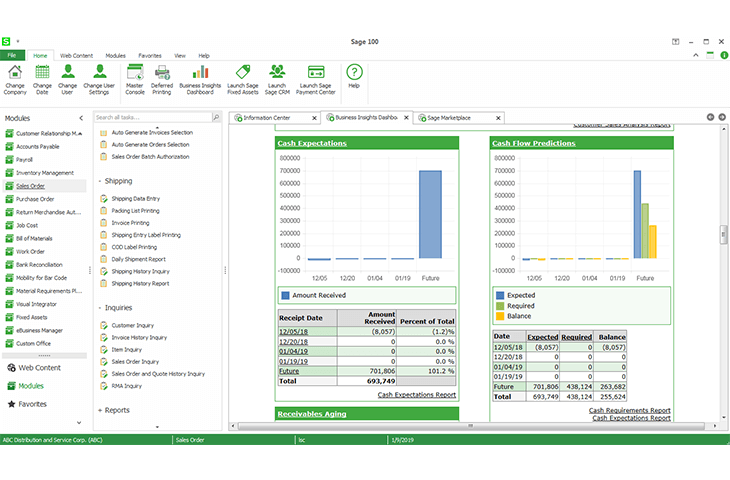 S
Sage 100
File Home Web Content Modules Favorites View Help
Change Company
Change Date
Change User
Change User Settings
Master Console
Deferred Printing
Business Insights Dashboard
Launch Sage Fixed Assets
Launch Sage CRM
Launch Sage Payment Center
Help
Modules
Customer Relationship M...
Accounts Payable
Payroll
Inventory Management
Sales Order
Purchase Order
Return Merchandise Aut...
Job Cost
Bill of Materials
Work Order
Bank Reconciliation
Mobility for Bar Code
Material Requirements Pl...
Visual Integrator
Fixed Assets
eBusiness Manager
Custom Office
Web Content
Modules
Favorites
Search all tasks...
Auto Generate Invoices Selection
Auto Generate Orders Selection
Sales Order Batch Authorization
- Shipping
Shipping Data Entry
Packing List Printing
Invoice Printing
Shipping Entry Label Printing
COD Label Printing
Daily Shipment Report
Shipping History Inquiry
Shipping History Report
- Inquiries
Customer Inquiry
Invoice History Inquiry
Item Inquiry
Sales Order Inquiry
Sales Order and Quote History Inquiry
RMA Inquiry
+ Reports
Information Center
Business Insights Dashbo
Sage Marketplace
Customer Sales Analysis Report
Cash Expectations
800000
700000
600000
500000
400000
300000
200000
100000
0
-100000
12/05 12/20 01/04 01/19 Future
Amount Received
Receipt Date Amount Received Percent of Total
12/05/18 (8,057) (1.2)%
12/20/18 0 0.0 %
01/04/19 0 0.0 %
01/19/19 0 0.0 %
Future 701,806 101.2 %
Total 693,749
Cash Expectations Report
Receivables Aging
Cash Flow Predictions
800000
700000
600000
500000
400000
300000
200000
100000
0
-100000
12/05 12/20 01/04 01/19 Future
Expected
Required
Balance
Date Expected Required Balance
12/05/18 (8,057) 0 (8,057)
12/20/18 0 0 0
01/04/19 0 0 0
01/19/19 0 0 0
Future 701,806 438,124 263,682
Total 693,749 438,124 255,624
Cash Requirements Report
Cash Expectations Report
ABC Distribution and Service Corp. (ABC) Sales Order 1/9/2019